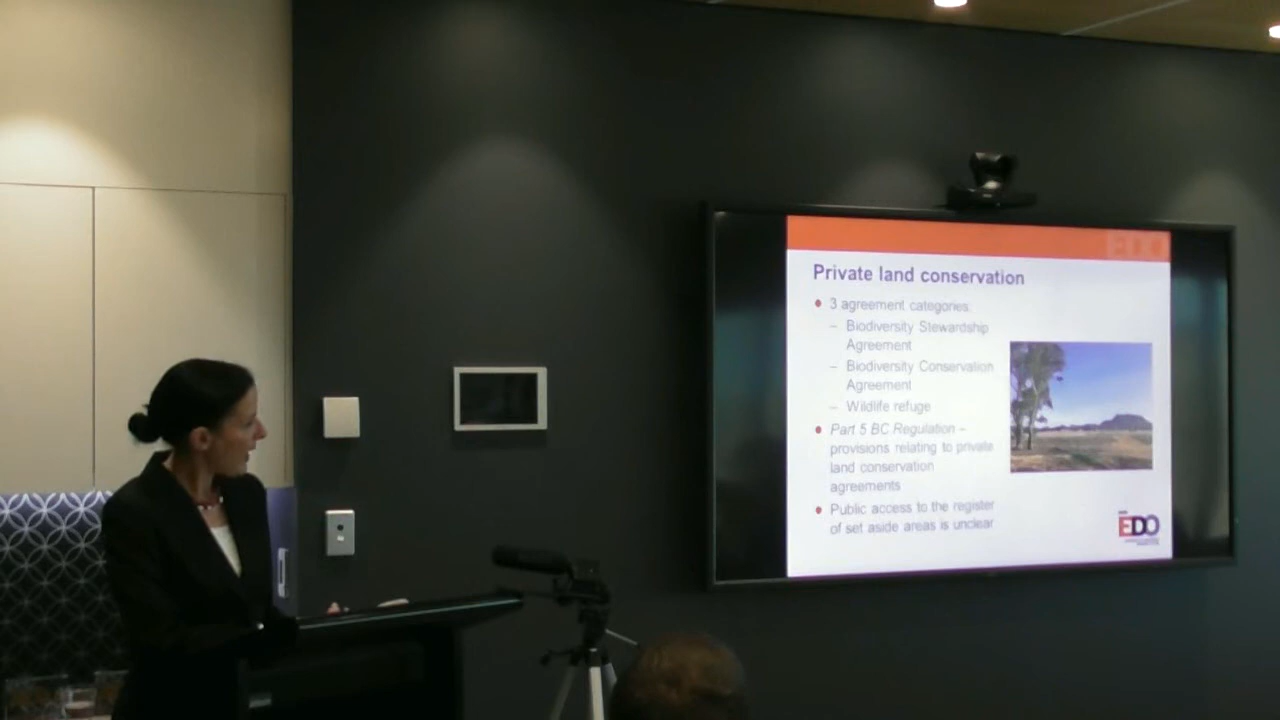 EDO
Private land conservation
• 3 agreement categories:
– Biodiversity Stewardship
Agreement
– Biodiversity Conservation
Agreement
– Wildlife refuge
• Part 5 BC Regulation –
provisions relating to private
land conservation
agreements
• Public access to the register
of set aside areas is unclear
EDO